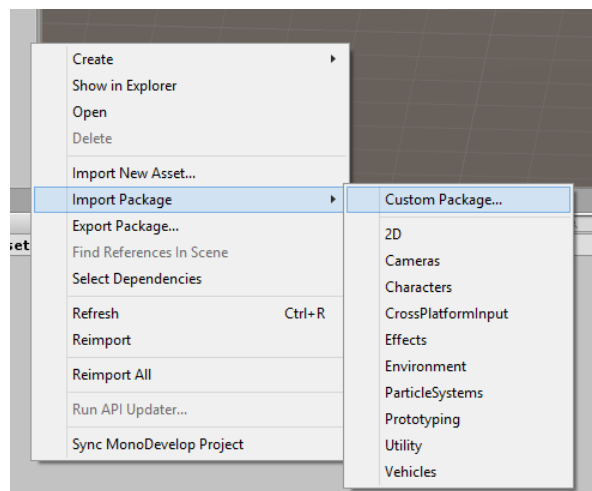 Create
Show in Explorer
Open
Delete
Import New Asset...
Import Package
Export Package...
Find References In Scene
Select Dependencies
Refresh Ctrl+R
Reimport
Reimport All
Run API Updater...
Sync MonoDevelop Project
Custom Package...
2D
Cameras
Characters
CrossPlatformInput
Effects
Environment
ParticleSystems
Prototyping
Utility
Vehicles
set